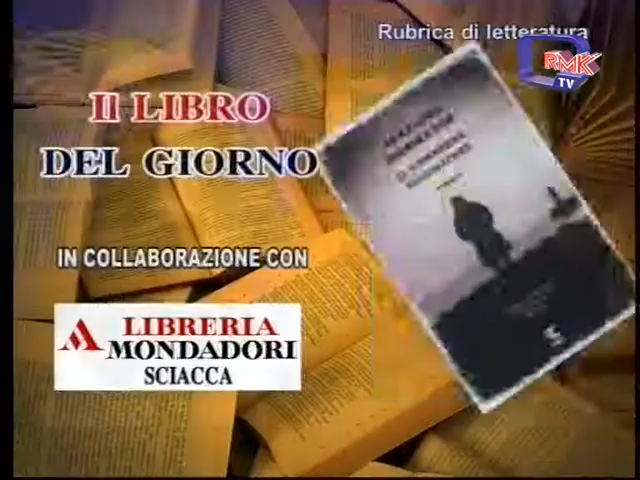 Rubrica di letteratura
RMK
TV
Il LIBRO
DEL GIORNO
IN COLLABORAZIONE CON
LIBRERIA
MONDADORI
SCIACCA